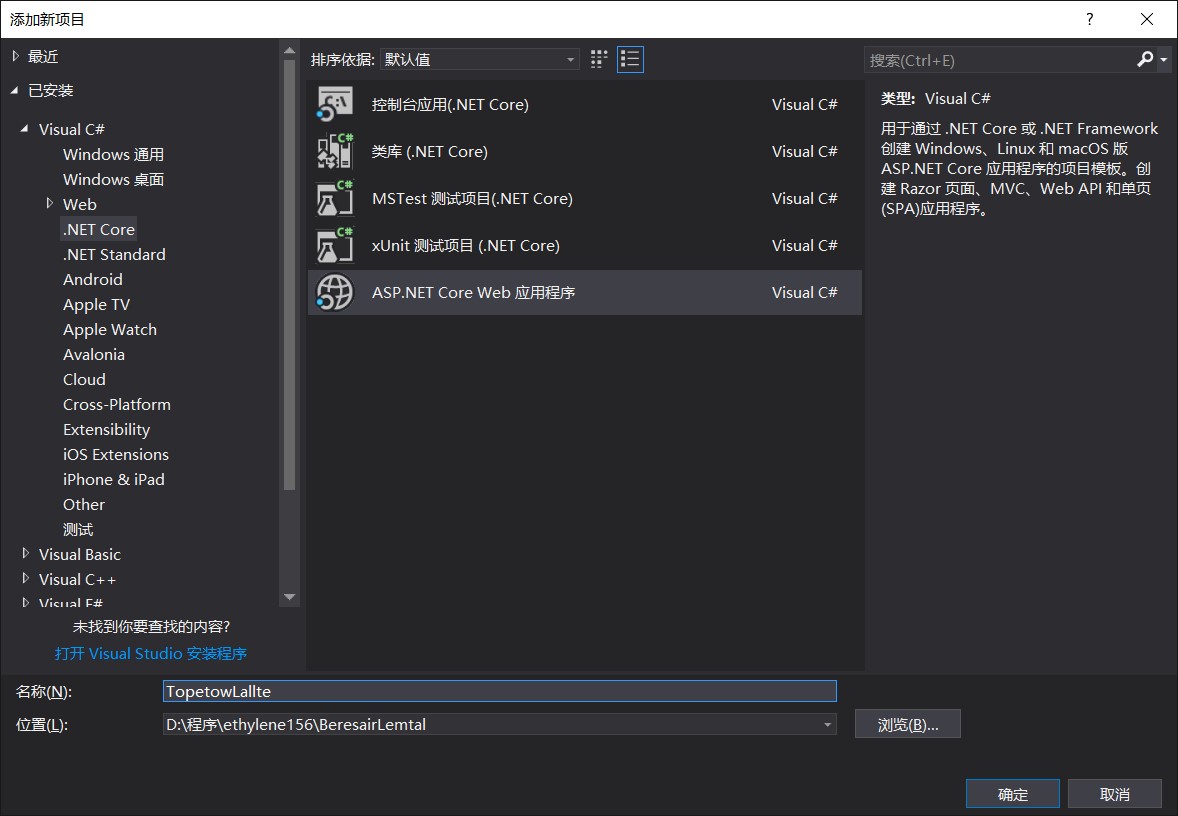 添加新项目
?
最近
已安装
Visual C#
Windows 通用
Windows 桌面
Web
.NET Core
.NET Standard
Android
Apple TV
Apple Watch
Avalonia
Cloud
Cross-Platform
Extensibility
iOS Extensions
iPhone & iPad
Other
测试
Visual Basic
Visual C++
Visual F#
未找到你要查找的内容?
打开 Visual Studio 安装程序
排序依据: 默认值
控制台应用(.NET Core) Visual C#
类库 (.NET Core) Visual C#
MSTest 测试项目(.NET Core) Visual C#
xUnit 测试项目 (.NET Core) Visual C#
ASP.NET Core Web 应用程序 Visual C#
搜索(Ctrl+E)
类型: Visual C#
用于通过 .NET Core 或 .NET Framework
创建 Windows、Linux 和 macOS 版
ASP.NET Core 应用程序的项目模板。创
建 Razor 页面、MVC、Web API 和单页
(SPA)应用程序。
名称(N): TopetowLallte
位置(L): D:\程序\ethylene156\BeresairLemtal
浏览(B)...
确定
取消